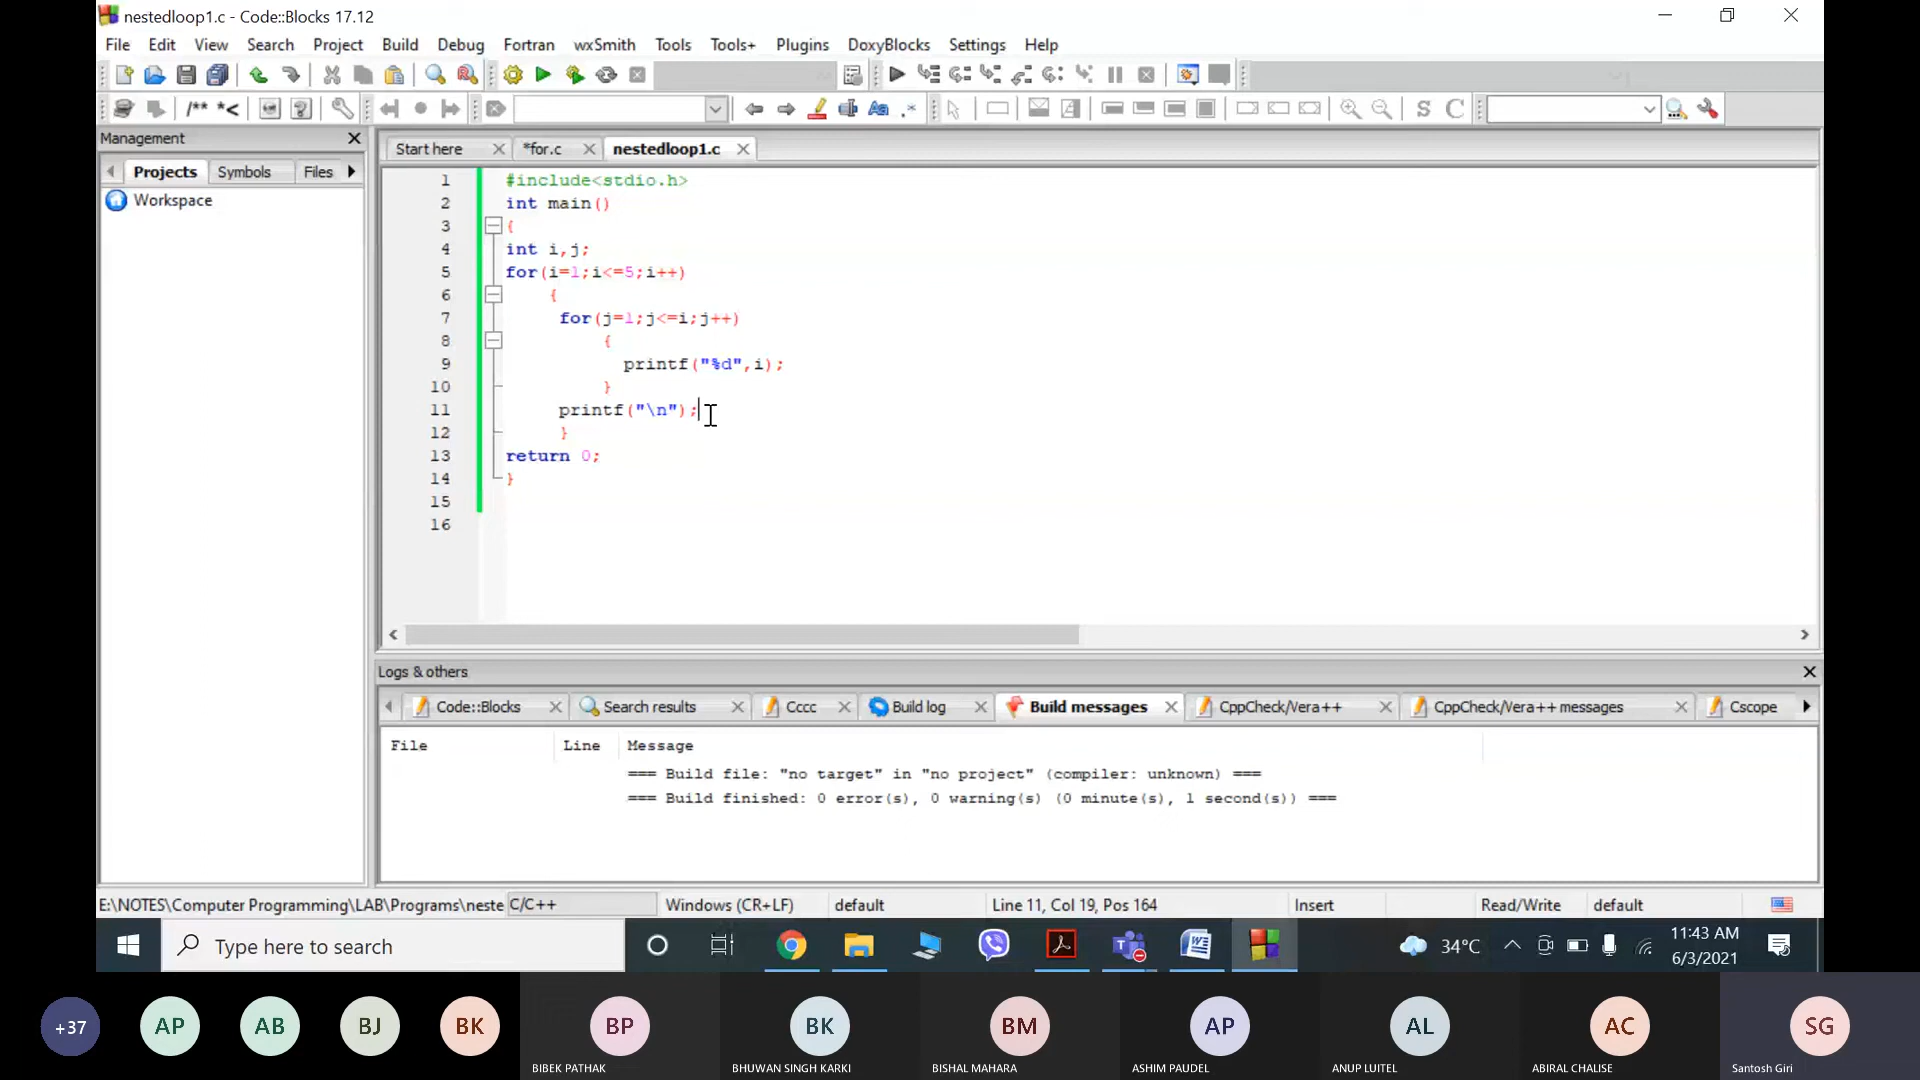 nestedloop1.c - Code::Blocks 17.12
File Edit View Search Project Build Debug Fortran wxSmith Tools Tools+ Plugins DoxyBlocks Settings Help
/** *<
S C
Management
Start here *for.c nestedloop1.c
Projects Symbols Files
Workspace
1 #include<stdio.h>
2 int main()
3 {
4 int i,j;
5 for(i=1;i<=5;i++)
6 {
7 for(j=1;j<=i;j++)
8 {
9 printf("%d",i);
10 }
11 printf("\n");
12 }
13 return 0;
14 }
15
16
Logs & others
Code::Blocks Search results Cccc Build log Build messages CppCheck/Vera++ CppCheck/Vera++ messages Cscope
File Line Message
=== Build file: "no target" in "no project" (compiler: unknown) ===
=== Build finished: 0 error(s), 0 warning(s) (0 minute(s), 1 second(s)) ===
E:\NOTES\Computer Programming\LAB\Programs\neste C/C++ Windows (CR+LF) default Line 11, Col 19, Pos 164 Insert Read/Write default
Type here to search
34°C
11:43 AM
6/3/2021
+37 AP AB BJ BK BP BK BM AP AL AC SG
BIBEK PATHAK BHUWAN SINGH KARKI BISHAL MAHARA ASHIM PAUDEL ANUP LUITEL ABIRAL CHALISE Santosh Giri